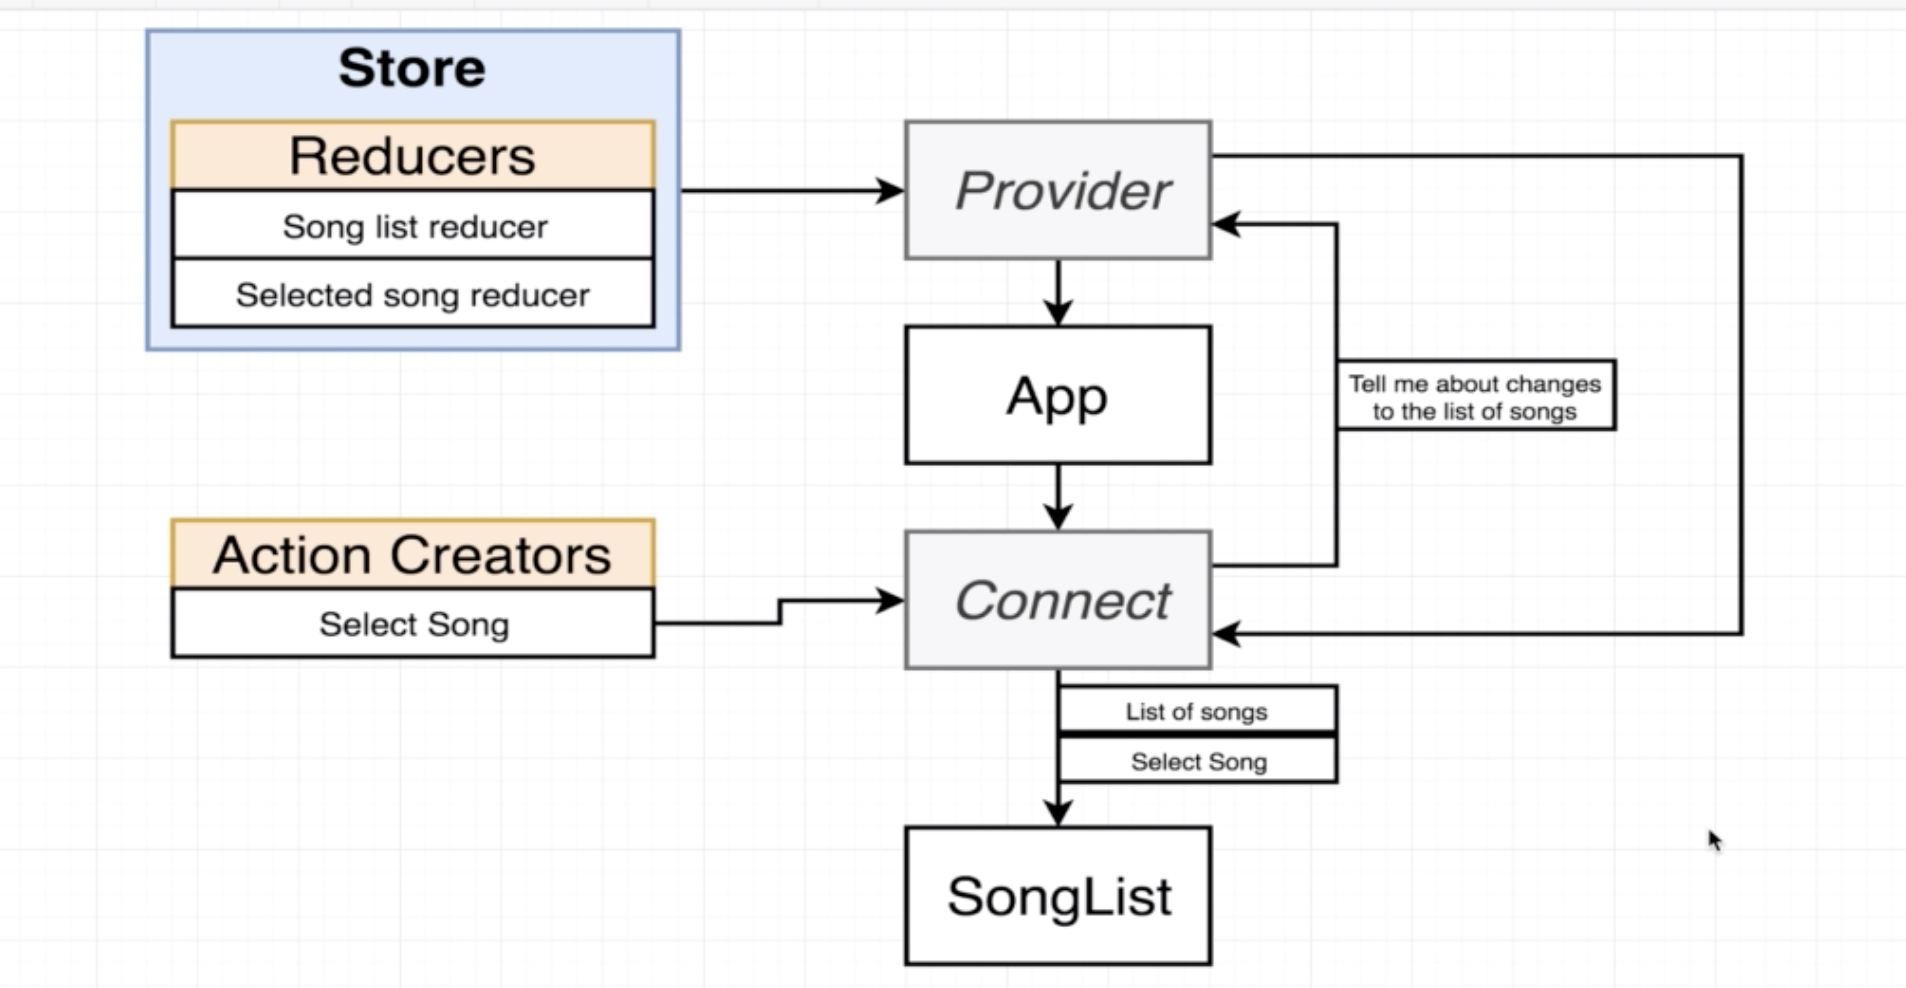 Store
Reducers
Song list reducer
Selected song reducer
Provider
App
Tell me about changes
to the list of songs
Action Creators
Select Song
Connect
List of songs
Select Song
SongList